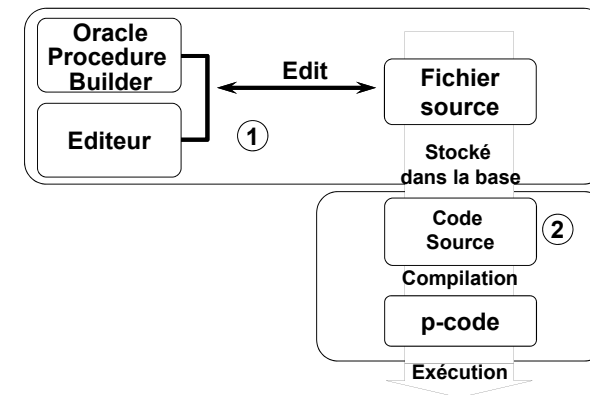 Oracle
Procedure
Builder
Edit
Fichier
source
Editeur
1
Stocké
dans la base
Code
Source
2
Compilation
p-code
Exécution